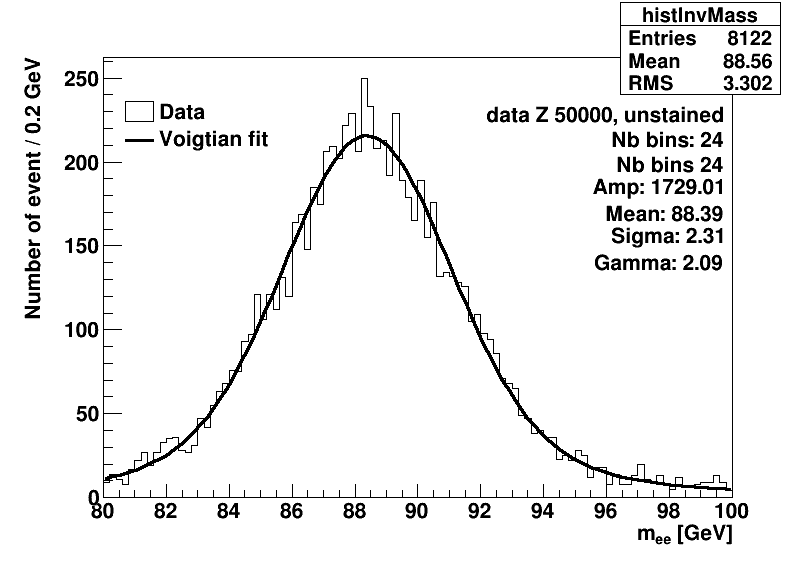 histInvMass
Entries 8122
Mean 88.56
RMS 3.302
Number of event / 0.2 GeV
250
200
150
100
50
0
Data
Voigtian fit
data Z 50000, unstained
Nb bins: 24
Nb bins 24
Amp: 1729.01
Mean: 88.39
Sigma: 2.31
Gamma: 2.09
80 82 84 86 88 90 92 94 96 98 100
mee [GeV]